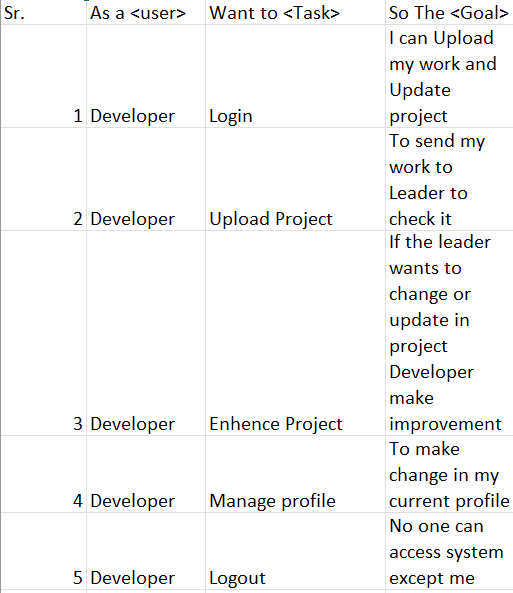 Sr. As a <user> Want to <Task> So The <Goal>
I can Upload
my work and
Update
1 Developer Login project
To send my
work to
Leader to
2 Developer Upload Project check it
If the leader
wants to
change or
update in
project
Developer
make
3 Developer Enhence Project improvement
To make
change in my
4 Developer Manage profile current profile
No one can
access system
5 Developer Logout except me